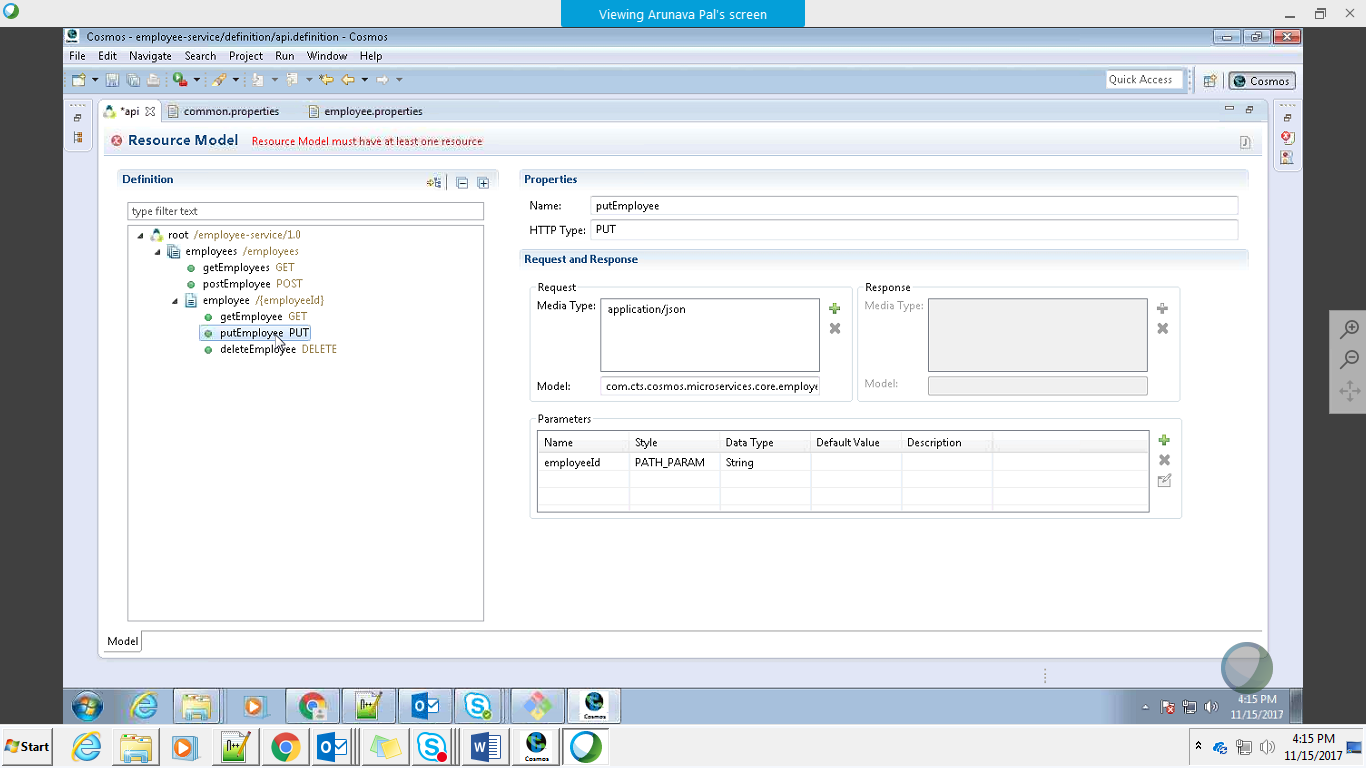 Viewing Arunava Pal's screen
Cosmos - employee-service/definition/api.definition - Cosmos
File Edit Navigate Search Project Run Window Help
Quick Access
Cosmos
*api
common.properties
employee.properties
Resource Model Resource Model must have at least one resource
Definition
type filter text
root /employee-service/1.0
employees /employees
getEmployees GET
postEmployee POST
employee /{employeeId}
getEmployee GET
putEmployee PUT
deleteEmployee DELETE
Properties
Name: putEmployee
HTTP Type: PUT
Request and Response
Request
Media Type: application/json
Model: com.cts.cosmos.microservices.core.employe
Response
Media Type:
Model:
Parameters
Name Style Data Type Default Value Description
employeeId PATH_PARAM String
Model
Cosmos
4:15 PM
11/15/2017
Start
Cosmos
4:15 PM
11/15/2017